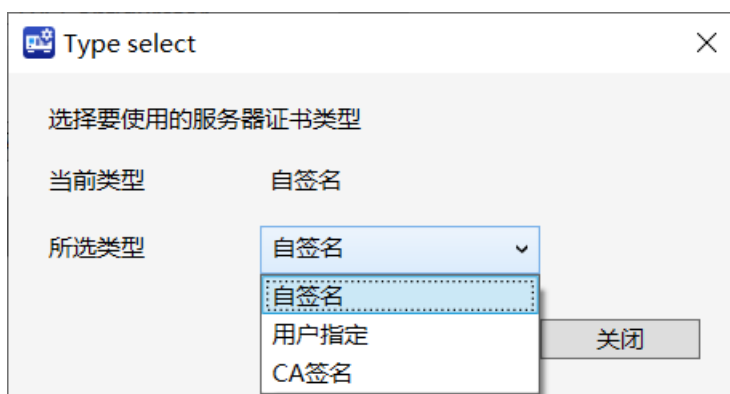 Type select
选择要使用的服务器证书类型
当前类型 自签名
所选类型 自签名
自签名
用户指定
关闭
CA签名